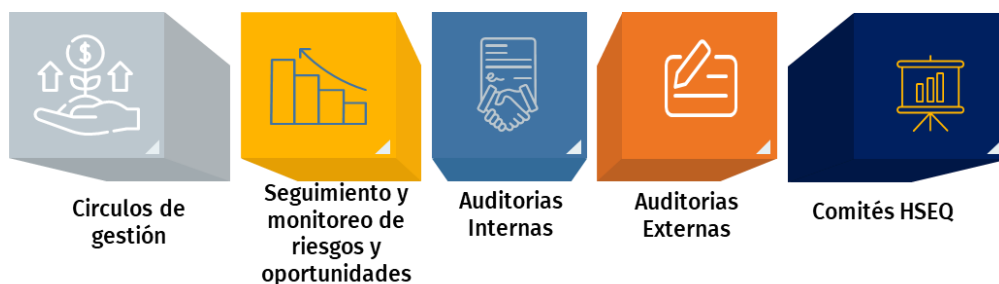 Circulos de
gestión
Seguimiento y
monitoreo de
riesgos y
oportunidades
Auditorias
Internas
Auditorias
Externas
Comités HSEQ
$